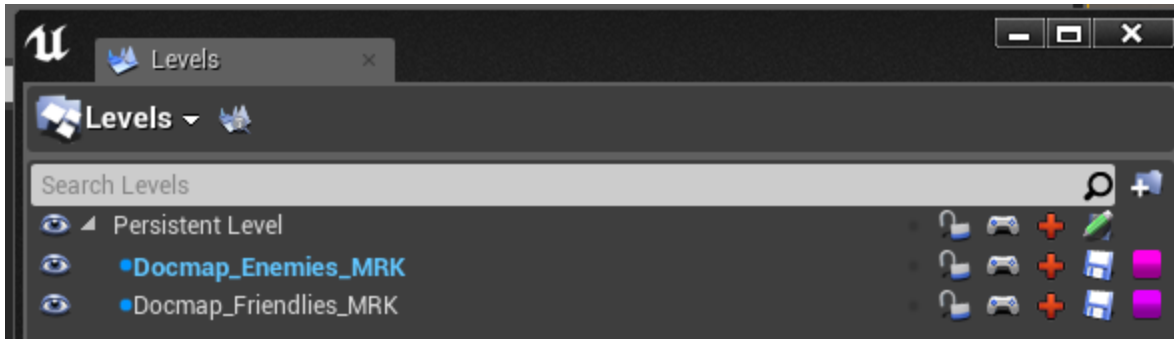 Levels
Levels
Search Levels
Persistent Level
Docmap_Enemies_MRK
Docmap_Friendlies_MRK